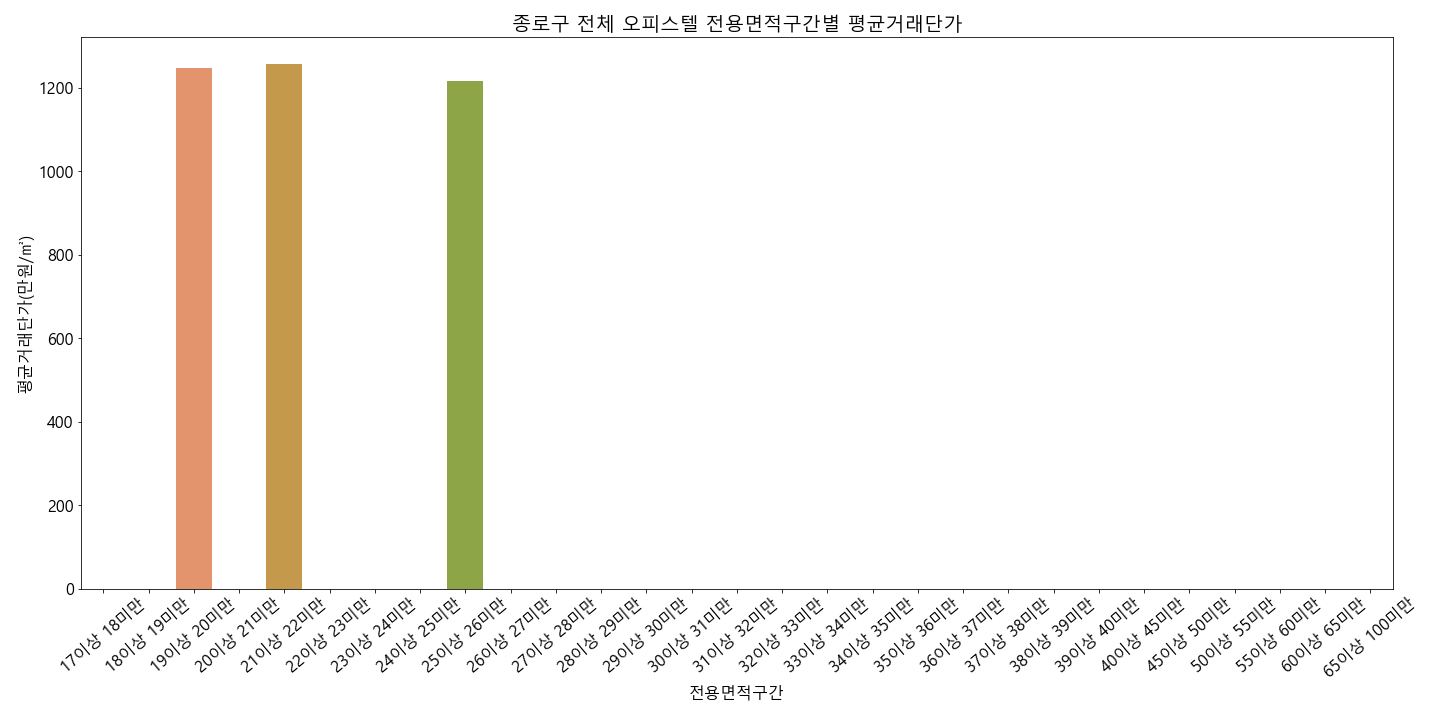 종로구 전체 오피스텔 전용면적구간별 평균거래단가
평균거래단가(만원/㎡)
1200
1000
800
600
400
200
0
17이상 18미만
18이상 19미만
19이상 20미만
20이상 21미만
21이상 22미만
22이상 23미만
23이상 24미만
24이상 25미만
25이상 26미만
26이상 27미만
27이상 28미만
28이상 29미만
29이상 30미만
30이상 31미만
31이상 32미만
32이상 33미만
33이상 34미만
34이상 35미만
35이상 36미만
36이상 37미만
37이상 38미만
38이상 39미만
39이상 40미만
40이상 45미만
45이상 50미만
50이상 55미만
55이상 60미만
60이상 65미만
65이상 100미만
전용면적구간